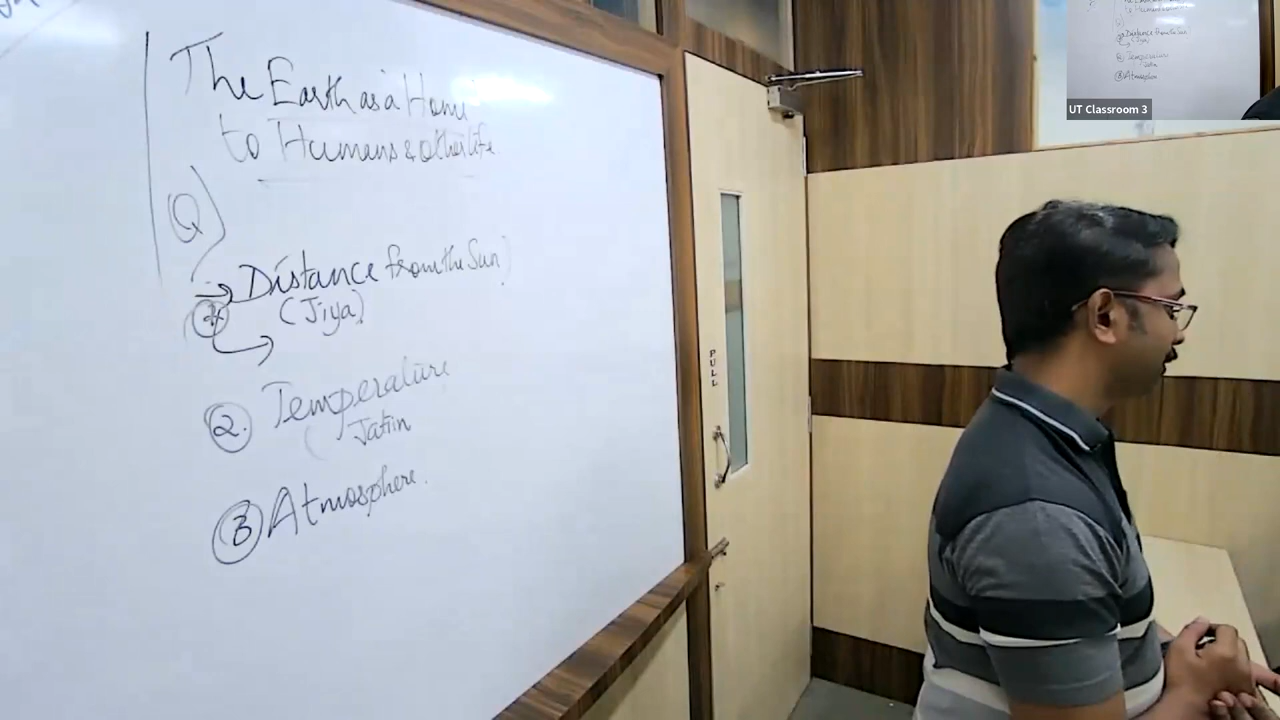 The Earth as a Home
to Humans & other life
Q
→ Distance from the Sun
(Jiya)
2. Temperature
Jatin
3 Atmosphere.
PULL
UT Classroom 3